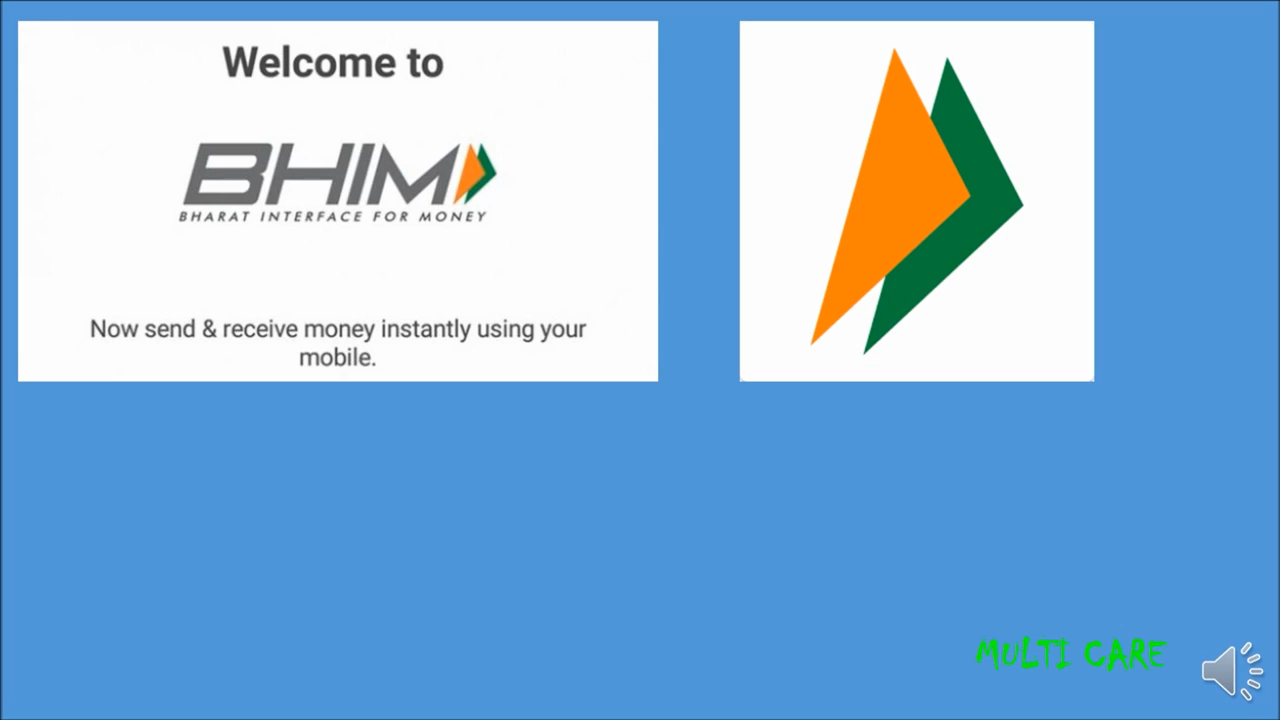 Welcome to
BHIM
BHARAT INTERFACE FOR MONEY
Now send & receive money instantly using your
mobile.
MULTI CARE